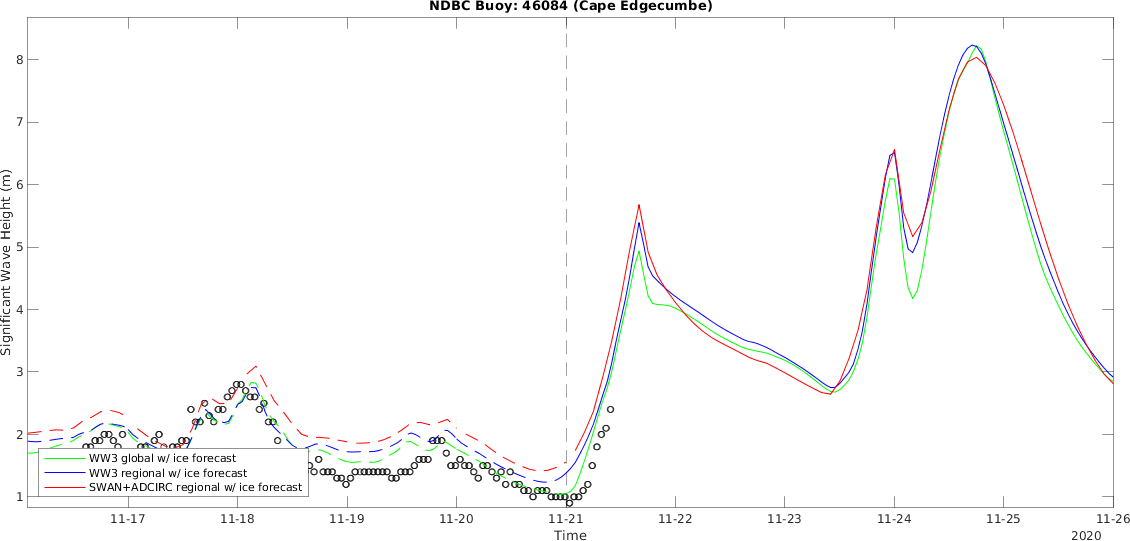 NDBC Buoy: 46084 (Cape Edgecumbe)
Significant Wave Height (m)
8
7
6
5
4
3
2
1
WW3 global w/ ice forecast
WW3 regional w/ ice forecast
SWAN+ADCIRC regional w/ ice forecast
11-17 11-18 11-19 11-20 11-21 11-22 11-23 11-24 11-25 11-26
Time
2020